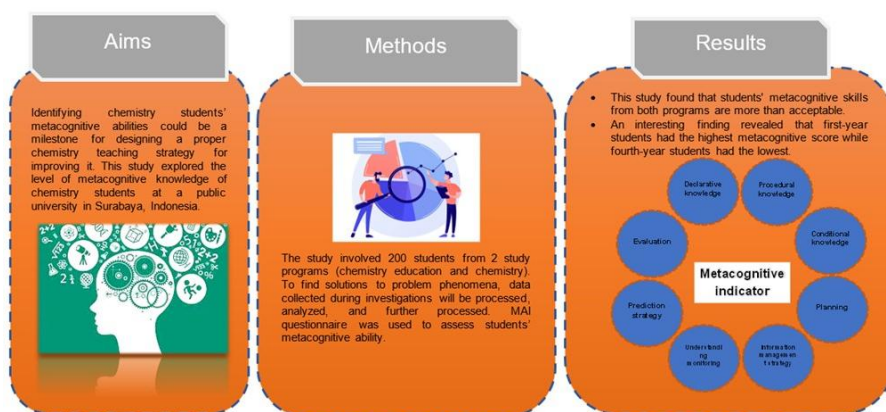 Aims
Identifying chemistry students'
metacognitive abilities could be a
milestone for designing a proper
chemistry teaching strategy for
improving it. This study explored the
level of metacognitive knowledge of
chemistry students at a public
university in Surabaya, Indonesia.
Methods
The study involved 200 students from 2 study
programs (chemistry education and chemistry).
To find solutions to problem phenomena, data
collected during investigations will be processed,
analyzed, and further processed. MAI
questionnaire was used to assess students'
metacognitive ability.
Results
• This study found that students' metacognitive skills
from both programs are more than acceptable.
• An interesting finding revealed that first-year
students had the highest metacognitive score while
fourth-year students had the lowest.
Declarative
knowledge
Procedural
knowledge
Conditional
knowledge
Planning
Information
managemen
t strategy
Understandi
ng
monitoring
Prediction
strategy
Evaluation
Metacognitive
indicator